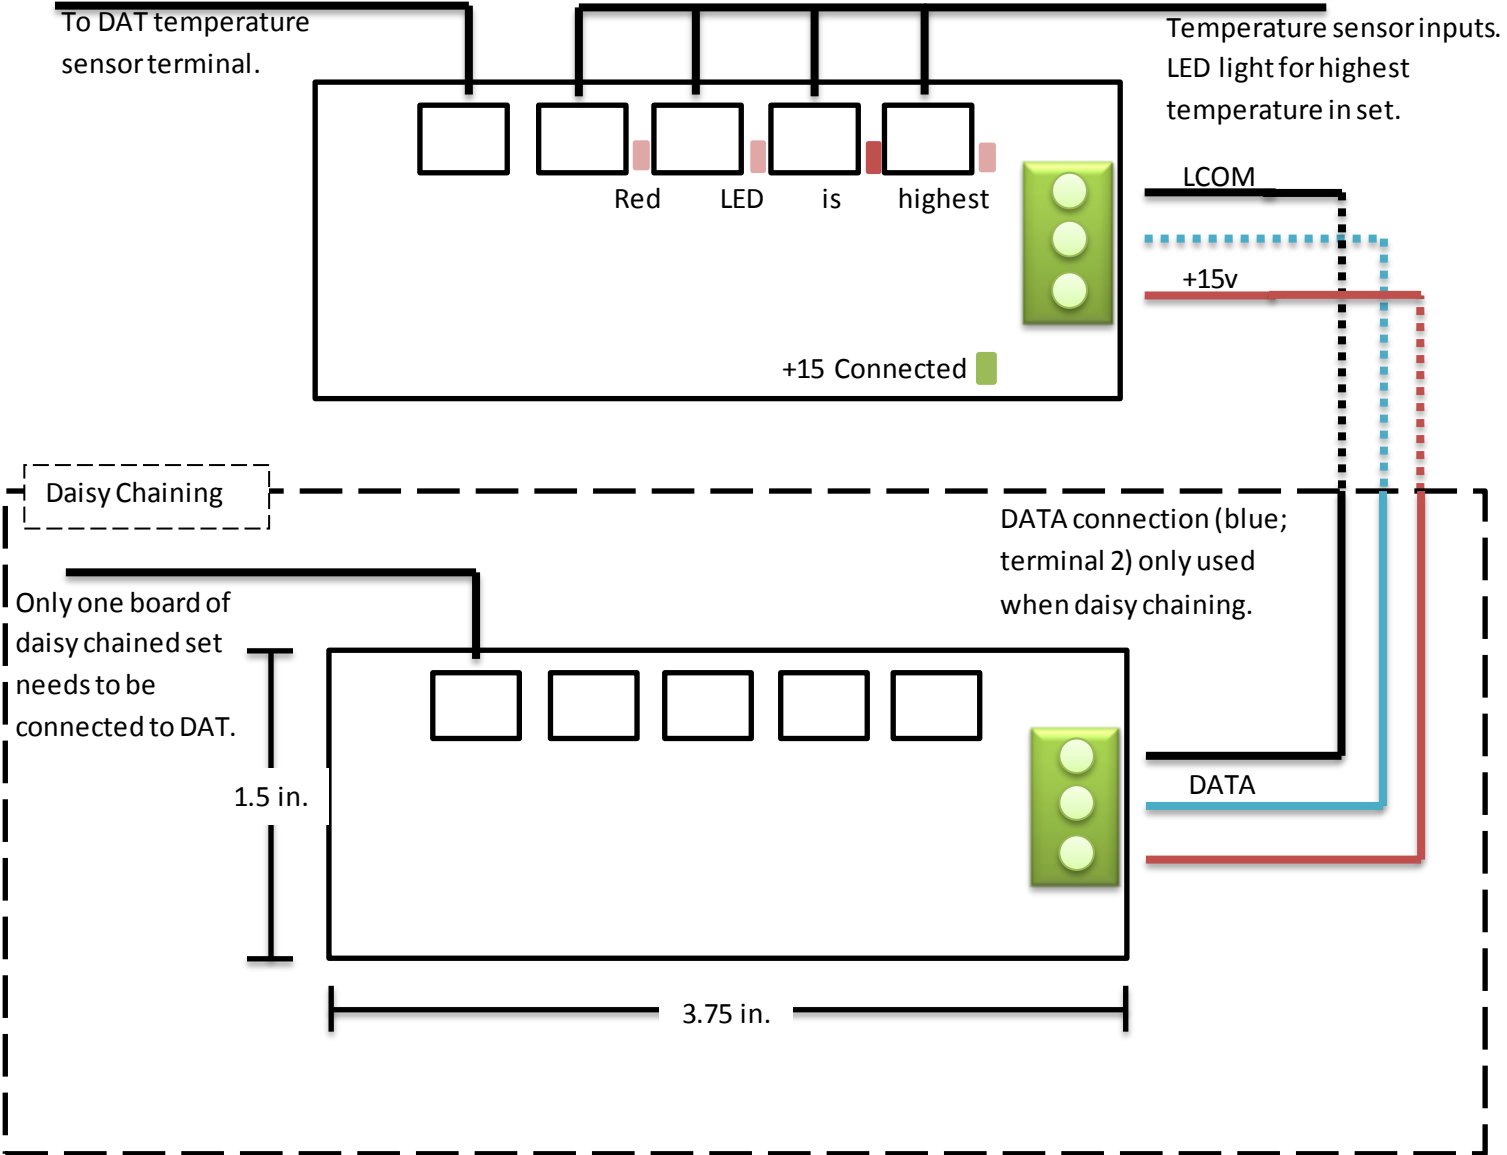 To DAT temperature
sensor terminal.
Temperature sensor inputs.
LED light for highest
temperature in set.
Red LED is highest
LCOM
+15v
+15 Connected
Daisy Chaining
DATA connection (blue;
terminal 2) only used
when daisy chaining.
Only one board of
daisy chained set
needs to be
connected to DAT.
1.5 in.
DATA
3.75 in.